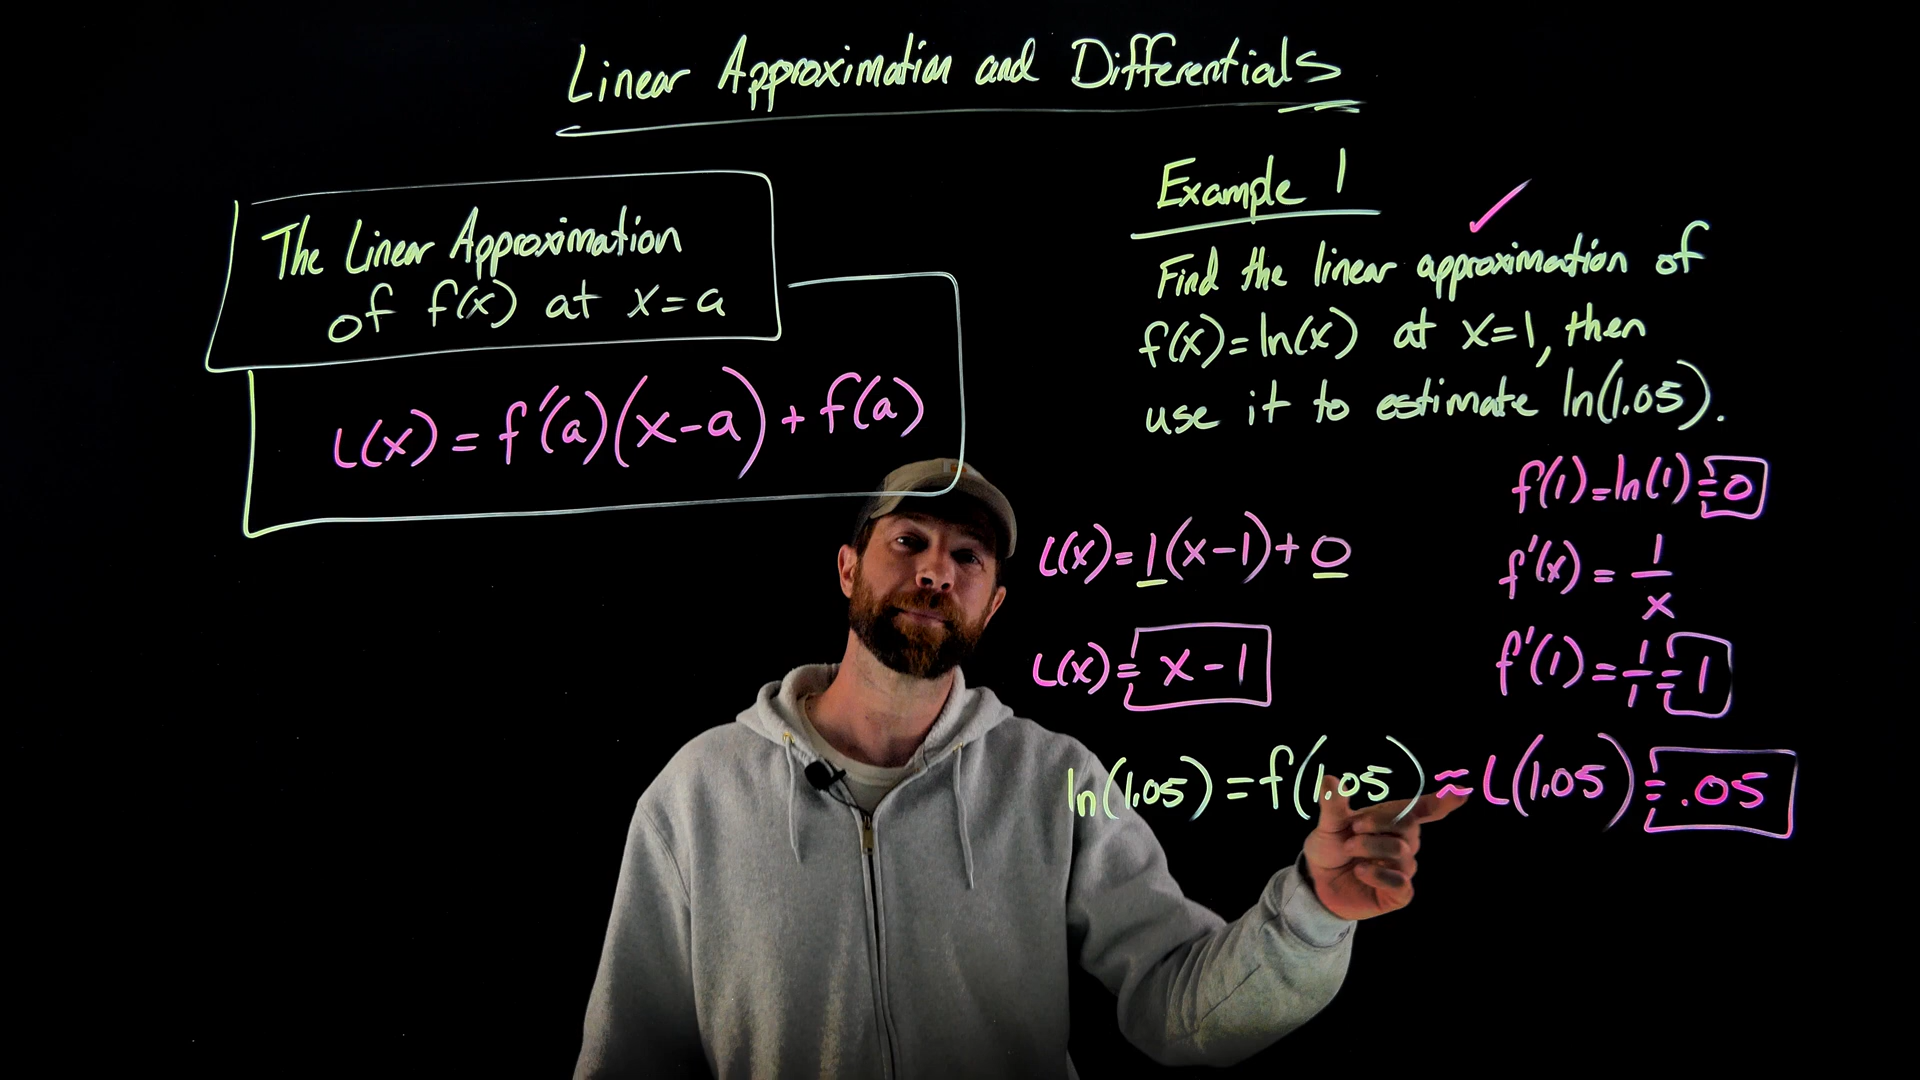 Linear Approximation and Differentials
The Linear Approximation
of f(x) at x=a
L(x) = f'(a)(x-a) + f(a)
Example 1
Find the linear approximation of
f(x)=ln(x) at x=1, then
use it to estimate ln(1.05).
f(1)=ln(1)=0
L(x)=1(x-1)+0
f'(x) = 1/x
L(x)= x-1
f'(1)=1/1=1
ln(1.05)=f(1.05)≈L(1.05)=.05